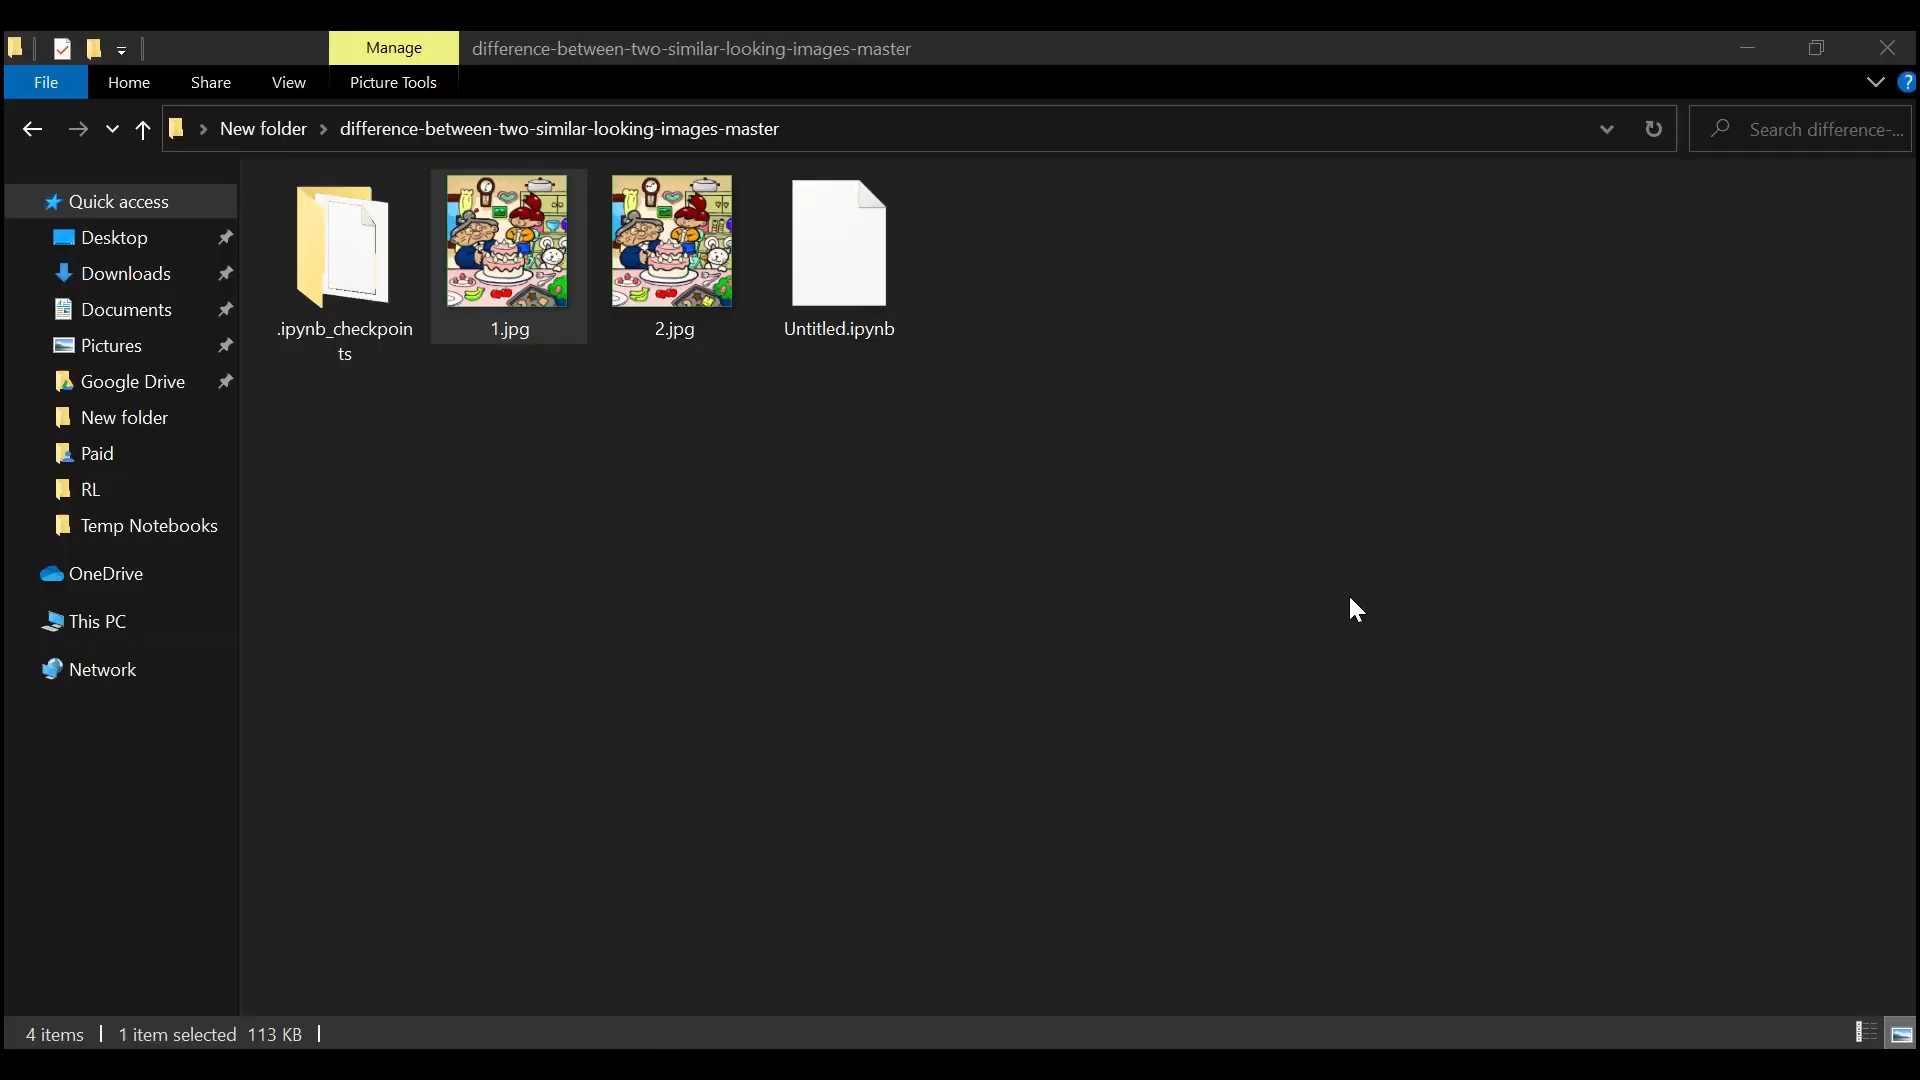 Manage
difference-between-two-similar-looking-images-master
File
Home
Share
View
Picture Tools
?
New folder
difference-between-two-similar-looking-images-master
Search difference-...
Quick access
Desktop
Downloads
Documents
Pictures
Google Drive
New folder
Paid
RL
Temp Notebooks
OneDrive
This PC
Network
.ipynb_checkpoin
ts
1.jpg
2.jpg
Untitled.ipynb
4 items
1 item selected 113 KB